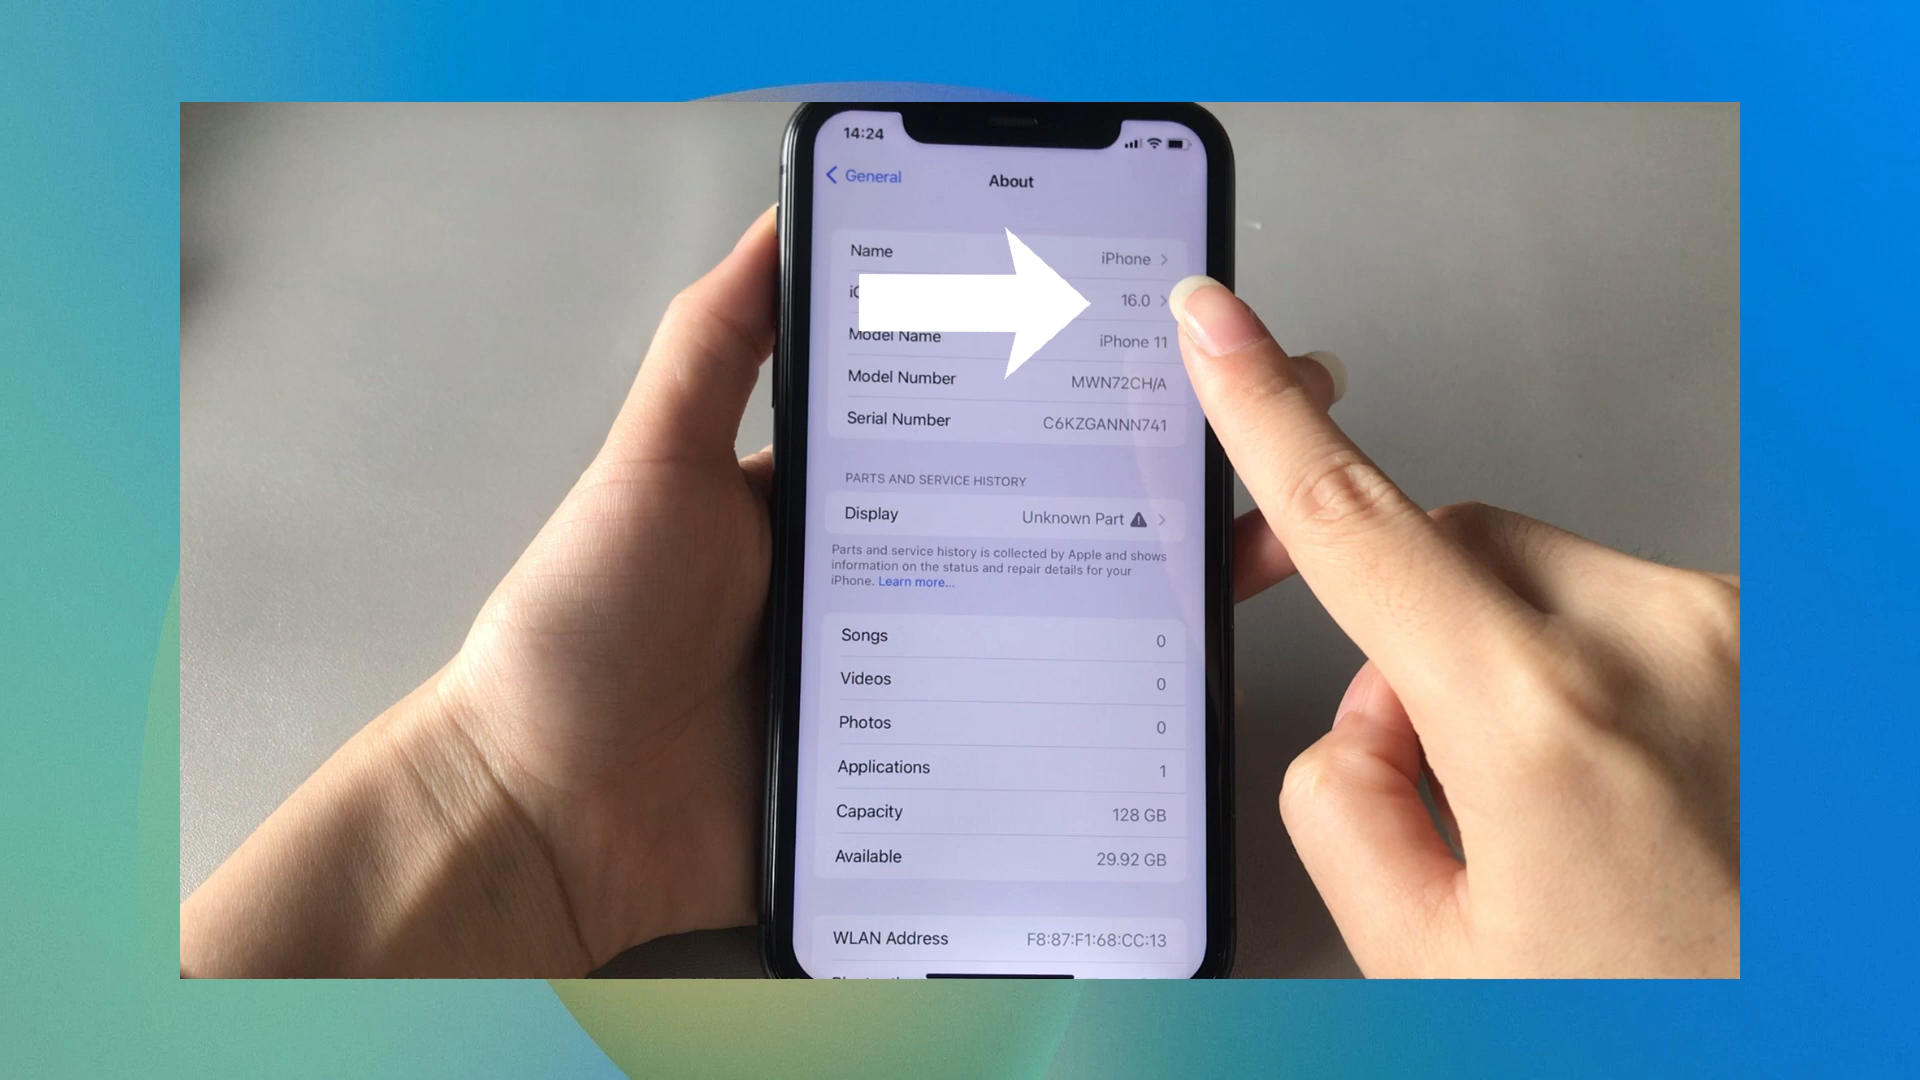 14:24
General
About
Name iPhone
16.0
Model Name iPhone 11
Model Number MWN72CH/A
Serial Number C6KZGANNN741
PARTS AND SERVICE HISTORY
Display Unknown Part
Parts and service history is collected by Apple and shows
information on the status and repair details for your
iPhone. Learn more...
Songs 0
Videos 0
Photos 0
Applications 1
Capacity 128 GB
Available 29.92 GB
WLAN Address F8:87:F1:68:CC:13